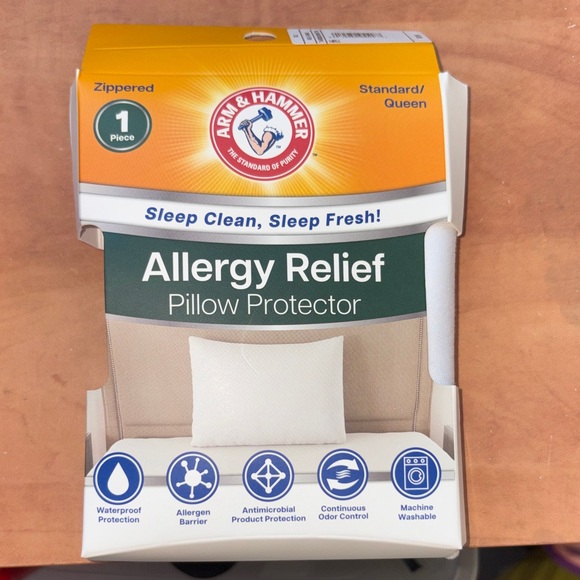 Zippered
Standard/
Queen
1
Piece
ARM & HAMMER
THE STANDARD OF PURITY
™
Sleep Clean, Sleep Fresh!
Allergy Relief
Pillow Protector
Waterproof
Protection
Allergen
Barrier
Antimicrobial
Product Protection
Continuous
Odor Control
Machine
Washable